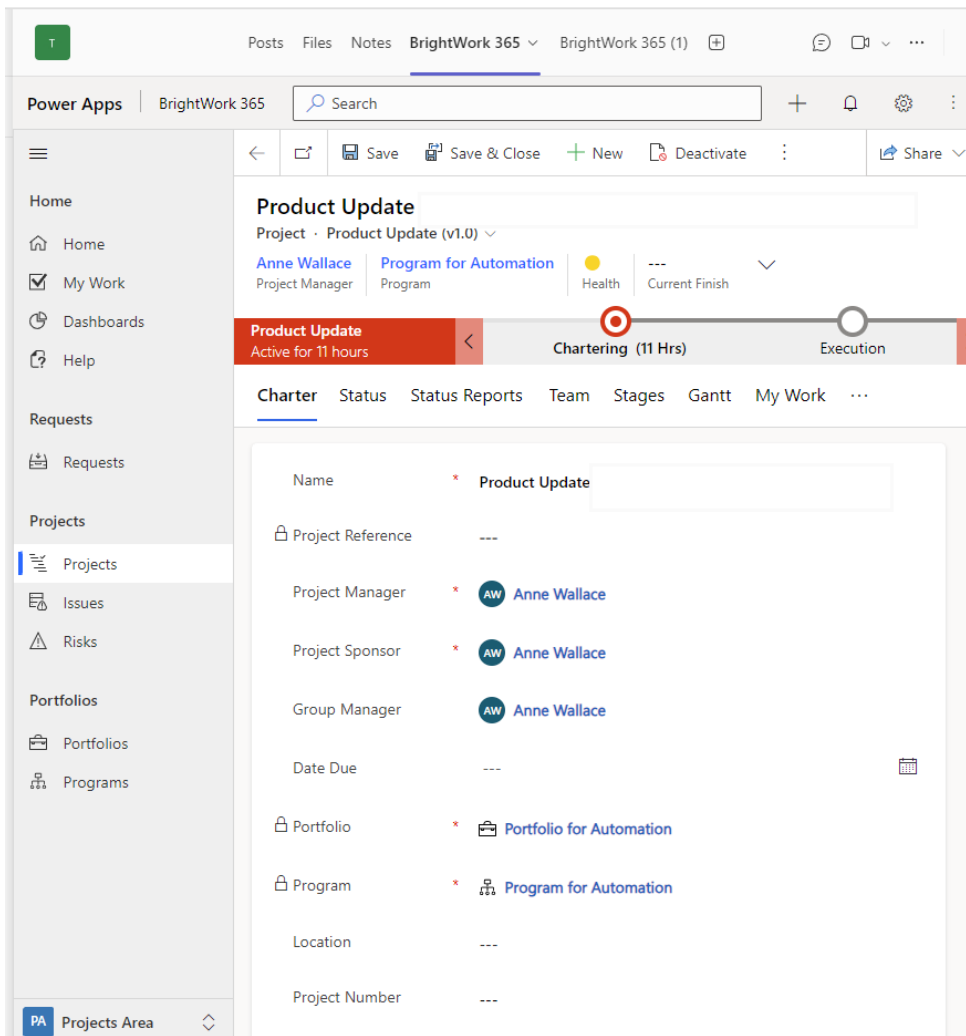 T
Posts Files Notes BrightWork 365 BrightWork 365 (1)
Power Apps BrightWork 365 Search
Save Save & Close New Deactivate Share
Home
Home
My Work
Dashboards
Help
Requests
Requests
Projects
Projects
Issues
Risks
Portfolios
Portfolios
Programs
PA Projects Area
Product Update
Project · Product Update (v1.0)
Anne Wallace Program for Automation ---
Project Manager Program Health Current Finish
Product Update
Active for 11 hours
Chartering (11 Hrs) Execution
Charter Status Status Reports Team Stages Gantt My Work ···
Name * Product Update
Project Reference ---
Project Manager * AW Anne Wallace
Project Sponsor * AW Anne Wallace
Group Manager AW Anne Wallace
Date Due ---
Portfolio * Portfolio for Automation
Program * Program for Automation
Location ---
Project Number ---